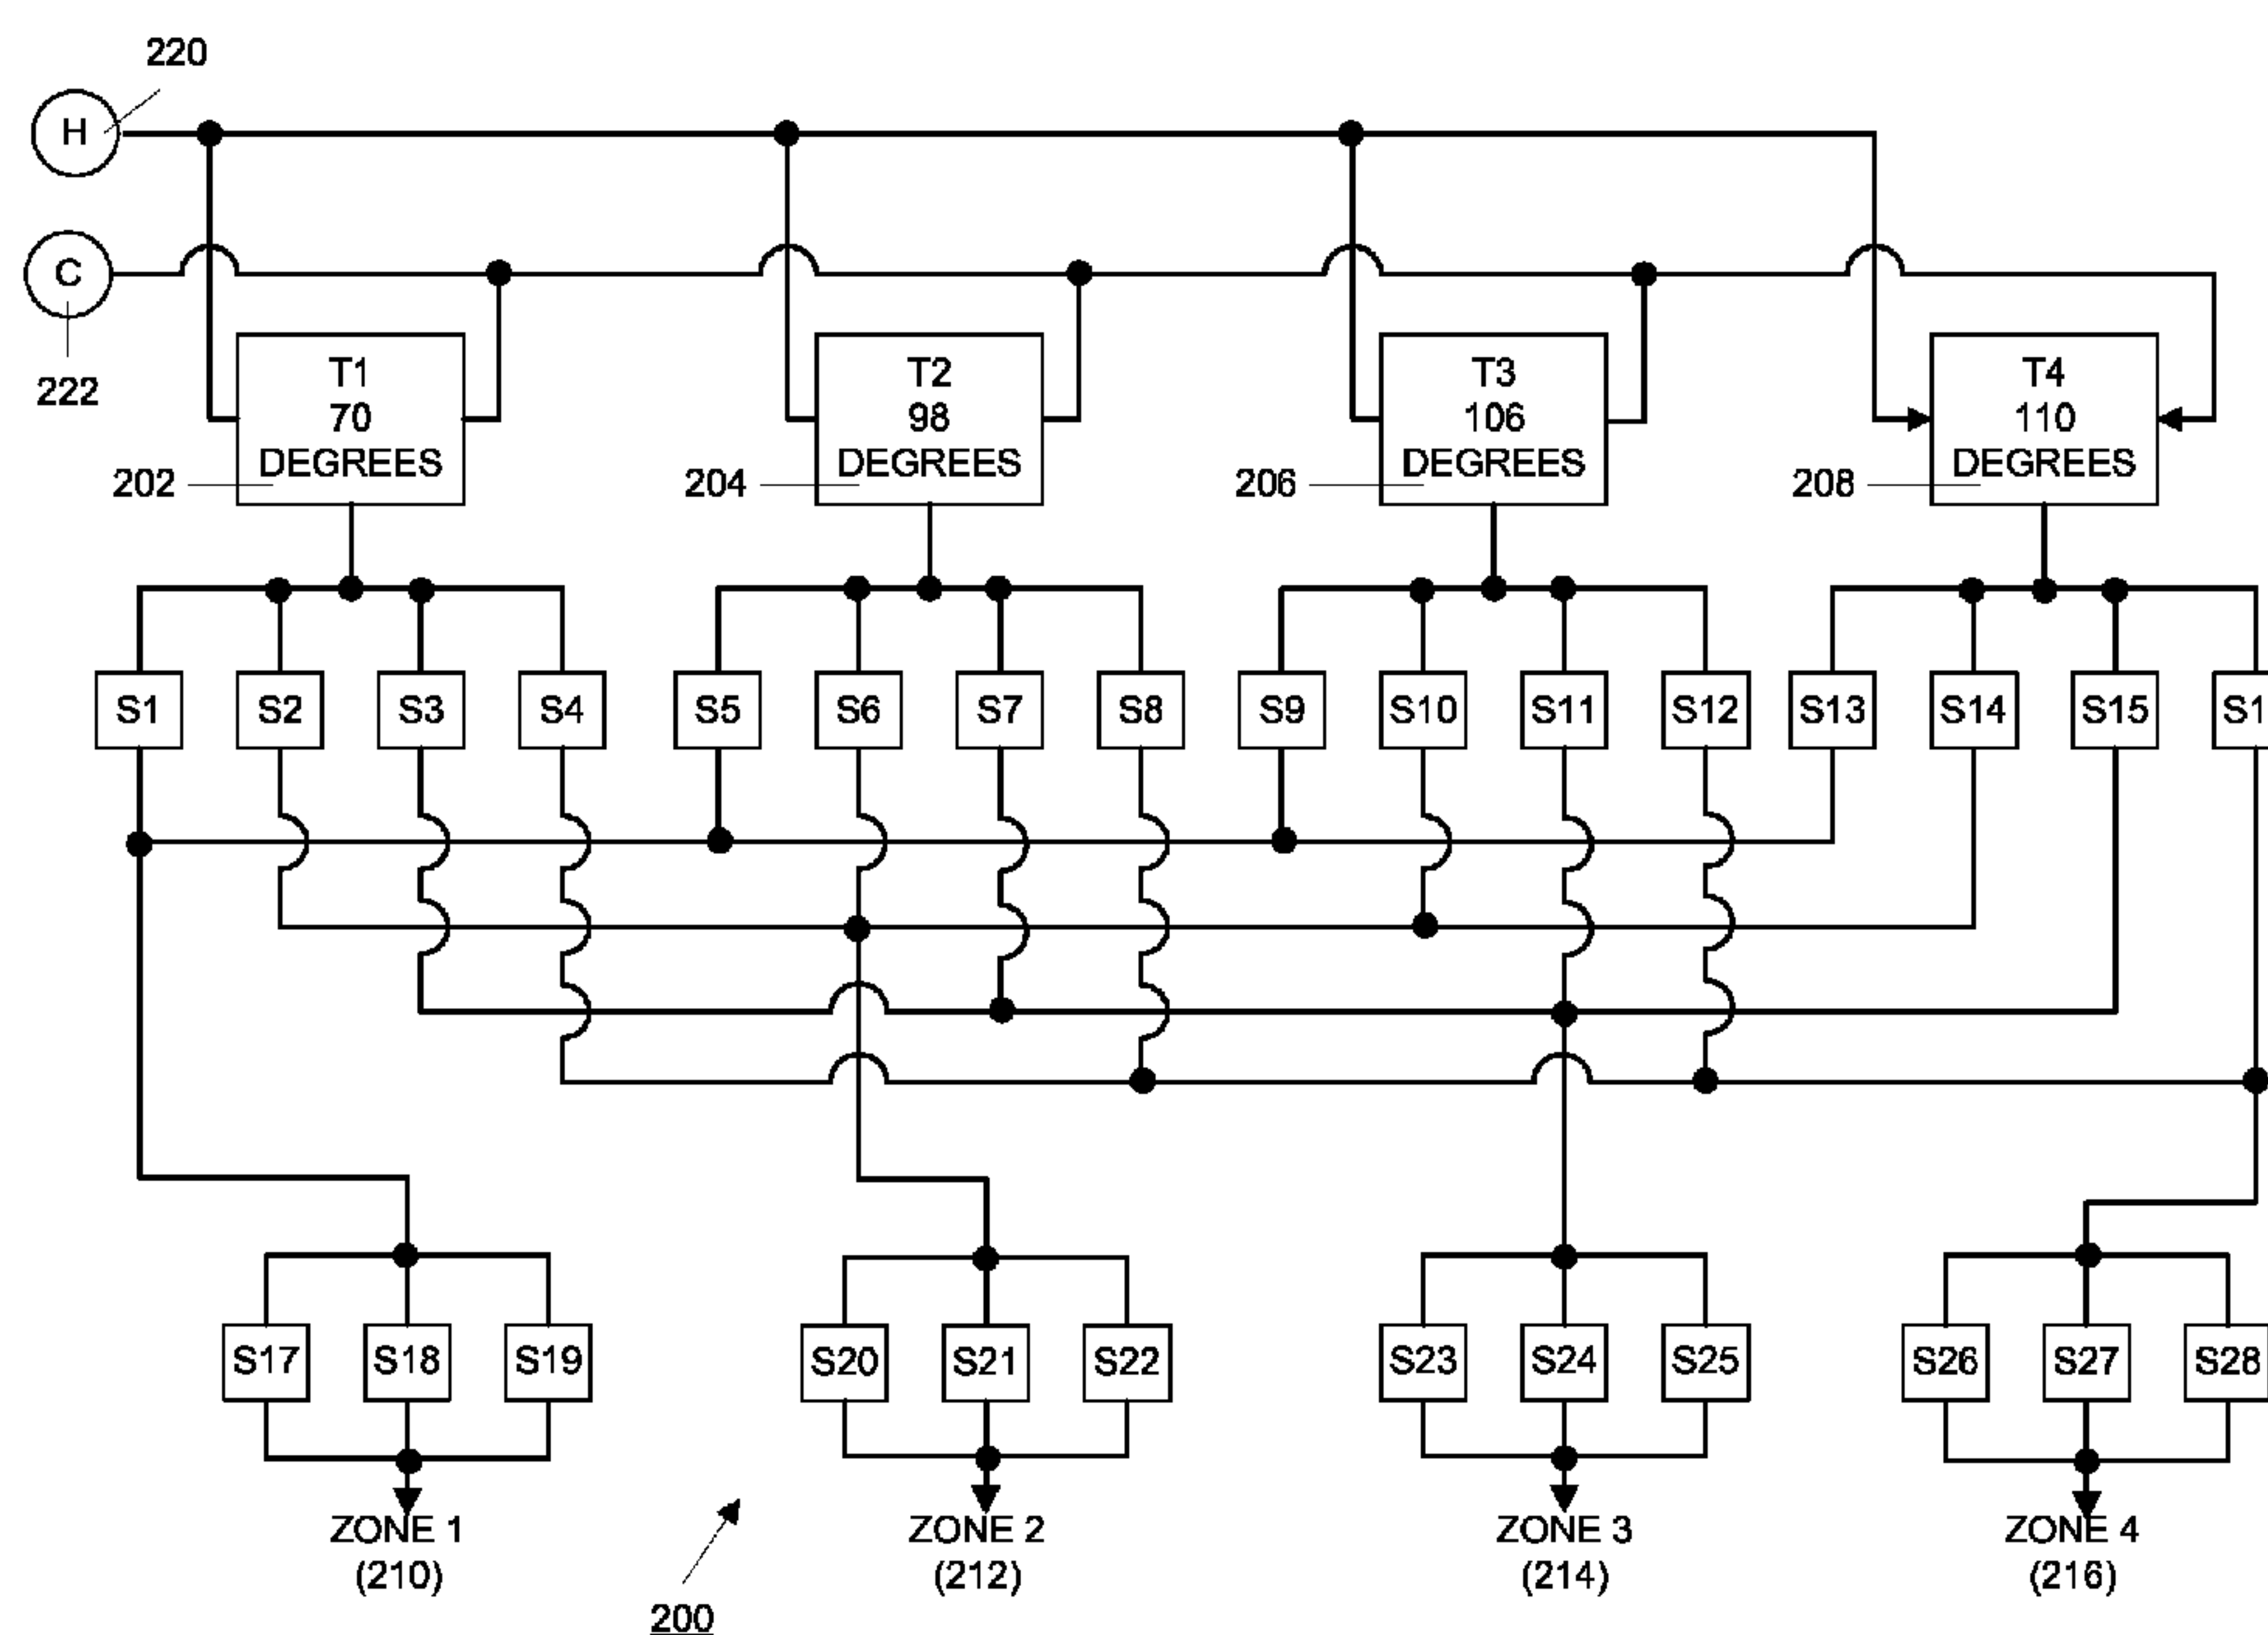 220
H
C
222
T1
70
DEGREES
202
T2
98
DEGREES
204
T3
106
DEGREES
206
T4
110
DEGREES
208
S1 S2 S3 S4 S5 S6 S7 S8 S9 S10 S11 S12 S13 S14 S15 S1
S17 S18 S19 S20 S21 S22 S23 S24 S25 S26 S27 S28
ZONE 1
(210)
ZONE 2
(212)
ZONE 3
(214)
ZONE 4
(216)
200